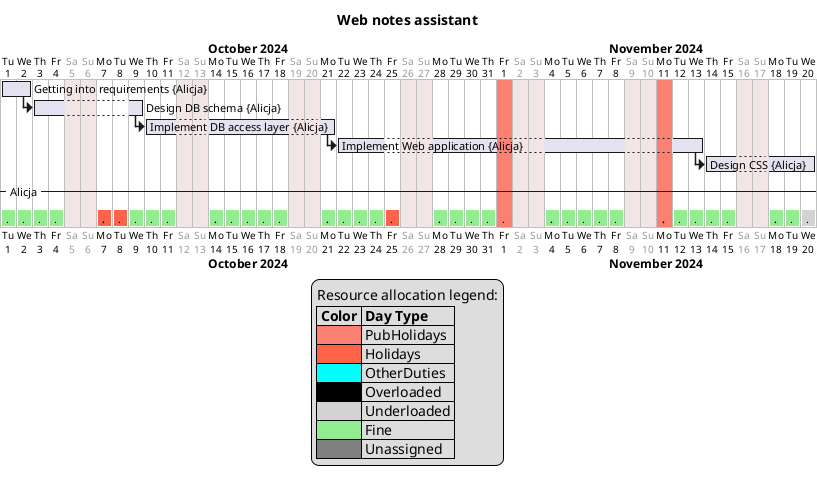 Web notes assistant
October 2024 November 2024
Tu We Th Fr Sa Su Mo Tu We Th Fr Sa Su Mo Tu We Th Fr Sa Su Mo Tu We Th Fr Sa Su Mo Tu We Th Fr Sa Su Mo Tu We Th Fr Sa Su Mo Tu We Th Fr Sa Su Mo Tu We
1 2 3 4 5 6 7 8 9 10 11 12 13 14 15 16 17 18 19 20 21 22 23 24 25 26 27 28 29 30 31 1 2 3 4 5 6 7 8 9 10 11 12 13 14 15 16 17 18 19 20
Getting into requirements {Alicja}
Design DB schema {Alicja}
Implement DB access layer {Alicja}
Implement Web application {Alicja}
Design CSS {Alicja}
Alicja
. . . . . . . . . . . . . . . . . . . . . . . . . . . . . . . . . . . . .
Tu We Th Fr Sa Su Mo Tu We Th Fr Sa Su Mo Tu We Th Fr Sa Su Mo Tu We Th Fr Sa Su Mo Tu We Th Fr Sa Su Mo Tu We Th Fr Sa Su Mo Tu We Th Fr Sa Su Mo Tu We
1 2 3 4 5 6 7 8 9 10 11 12 13 14 15 16 17 18 19 20 21 22 23 24 25 26 27 28 29 30 31 1 2 3 4 5 6 7 8 9 10 11 12 13 14 15 16 17 18 19 20
October 2024 November 2024
Resource allocation legend:
Color Day Type
PubHolidays
Holidays
OtherDuties
Overloaded
Underloaded
Fine
Unassigned